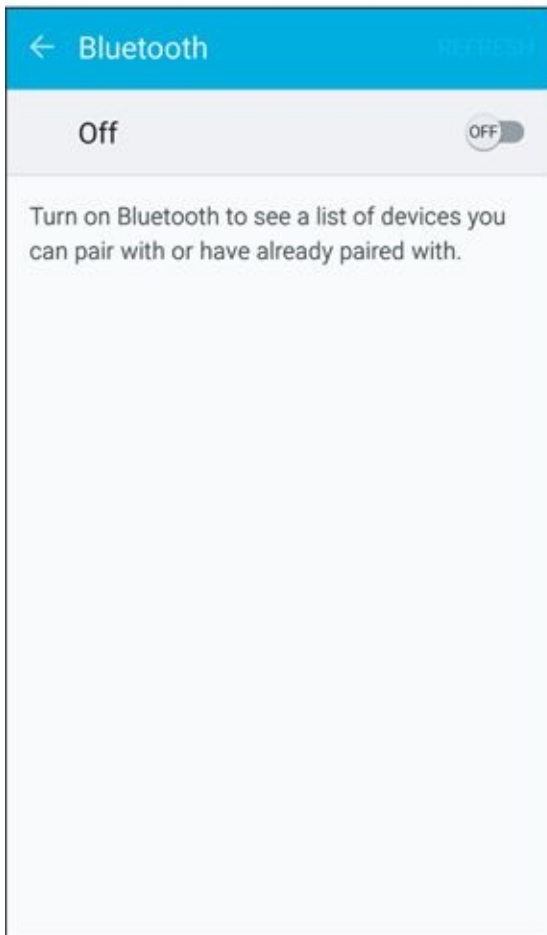 Bluetooth REFRESH
Off OFF
Turn on Bluetooth to see a list of devices you
can pair with or have already paired with.